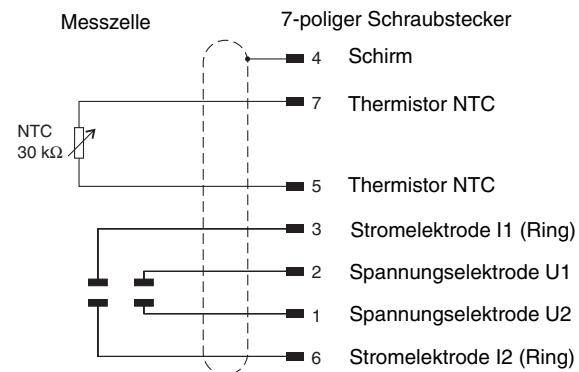 Messzelle 7-poliger Schraubstecker
4 Schirm
7 Thermistor NTC
NTC
30 kΩ
5 Thermistor NTC
3 Stromelektrode I1 (Ring)
2 Spannungselektrode U1
1 Spannungselektrode U2
6 Stromelektrode I2 (Ring)